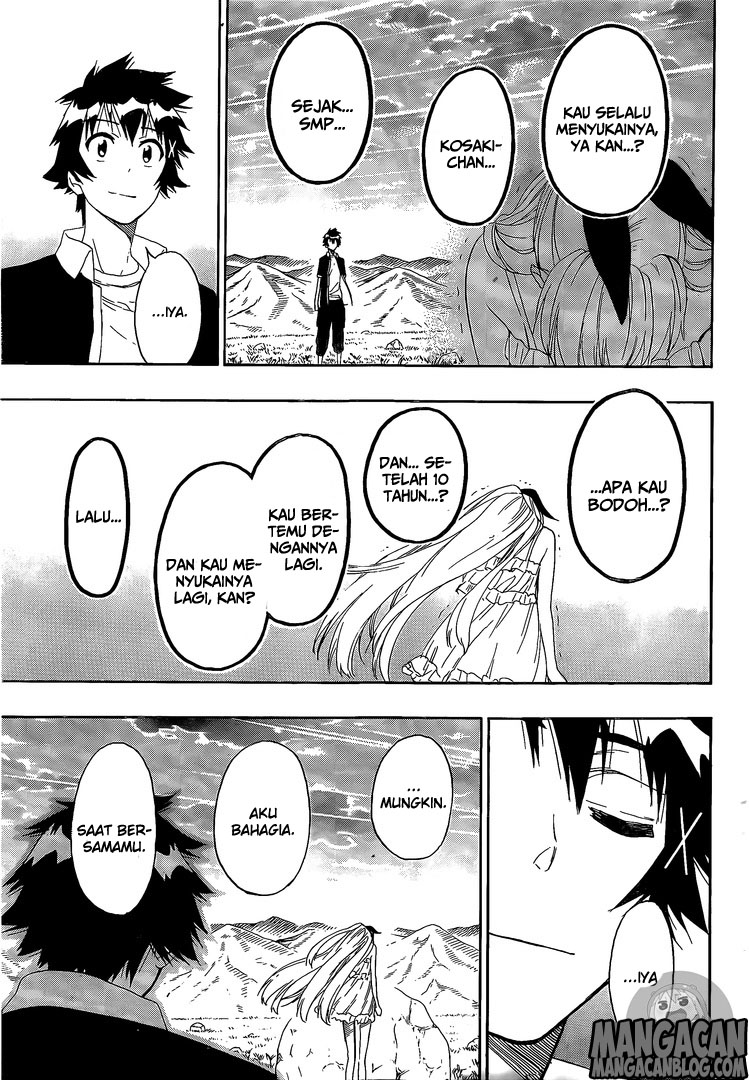 KAU SELALU
MENYUKAINYA,
YA KAN...?
KOSAKI-
CHAN...
SEJAK...
SMP...
...IYA.
...APA KAU
BODOH...?
DAN... SE-
TELAH 10
TAHUN...?
KAU BER-
TEMU DE-
NGANNYA
LAGI.
DAN KAU ME-
NYUKAINYA
LAGI, KAN?
LALU...
...IYA
...
MUNGKIN.
AKU
BAHAGIA.
SAAT BER-
SAMAMU.
MANGACAN
MANGACANBLOG.COM